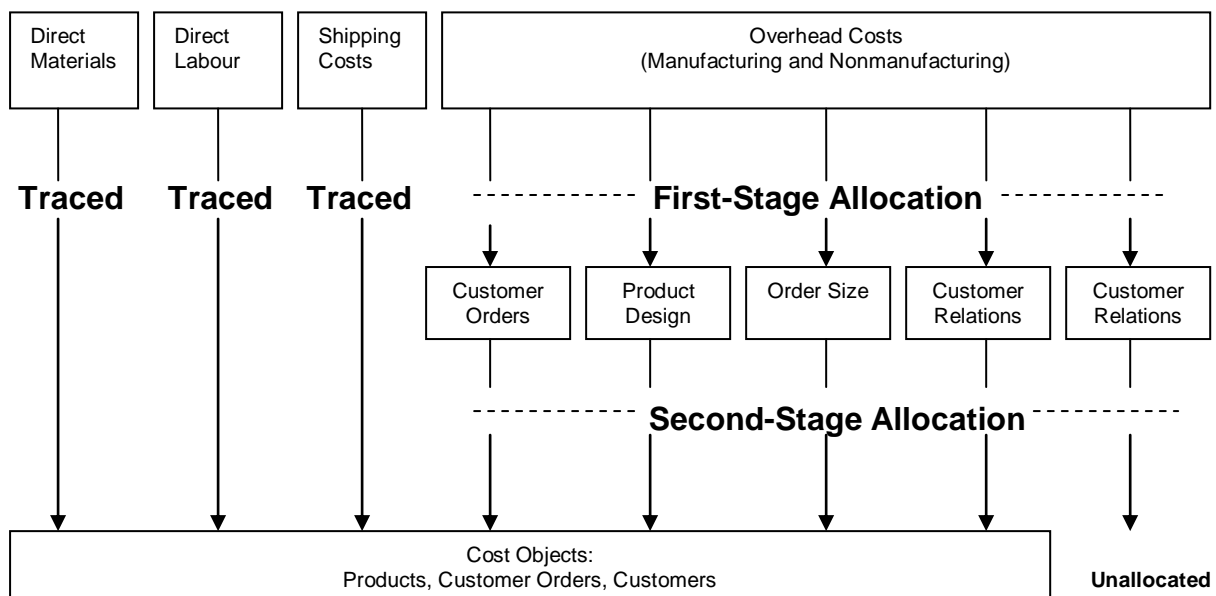 Direct
Materials
Direct
Labour
Shipping
Costs
Overhead Costs
(Manufacturing and Nonmanufacturing)
Traced
Traced
Traced
First-Stage Allocation
Customer
Orders
Product
Design
Order Size
Customer
Relations
Customer
Relations
Second-Stage Allocation
Cost Objects:
Products, Customer Orders, Customers
Unallocated